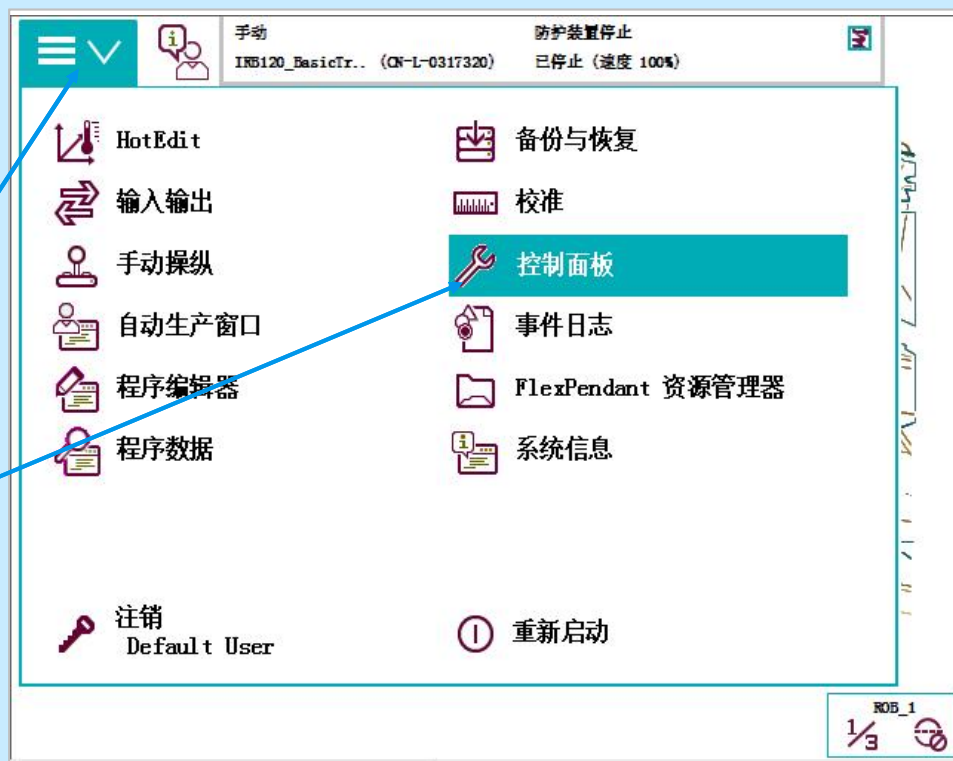 手动
防护装置停止
IRB120_BasicTr.. (CN-L-0317320)
已停止 (速度 100%)
HotEdit
备份与恢复
输入输出
校准
手动操纵
控制面板
自动生产窗口
事件日志
程序编辑器
FlexPendant 资源管理器
程序数据
系统信息
注销
Default User
重新启动
ROB_1
1/3